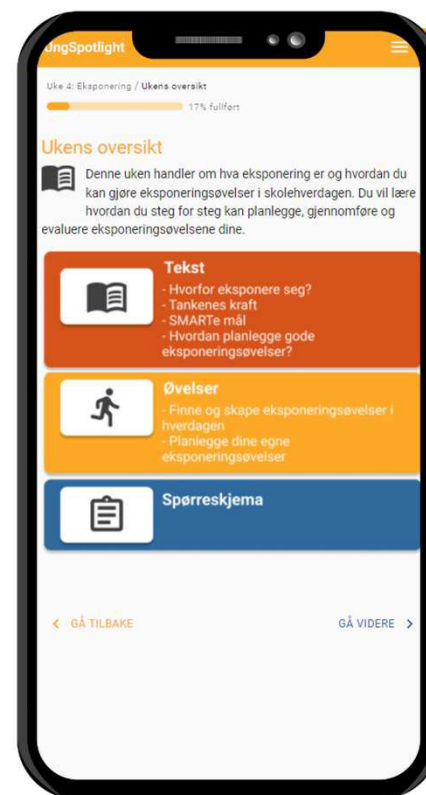 UngSpotlight
Uke 4: Eksponering / Ukens oversikt
17% fullført
Ukens oversikt
Denne uken handler om hva eksponering er og hvordan du
kan gjøre eksponeringsøvelser i skolehverdagen. Du vil lære
hvordan du steg for steg kan planlegge, gjennomføre og
evaluere eksponeringsøvelsene dine.
Tekst
- Hvorfor eksponere seg?
- Tankenes kraft
- SMARTe mål
- Hvordan planlegge gode
eksponeringsøvelser?
Øvelser
- Finne og skape eksponeringsøvelser i
hverdagen
- Planlegge dine egne
eksponeringsøvelser
Spørreskjema
GÅ TILBAKE
GÅ VIDERE